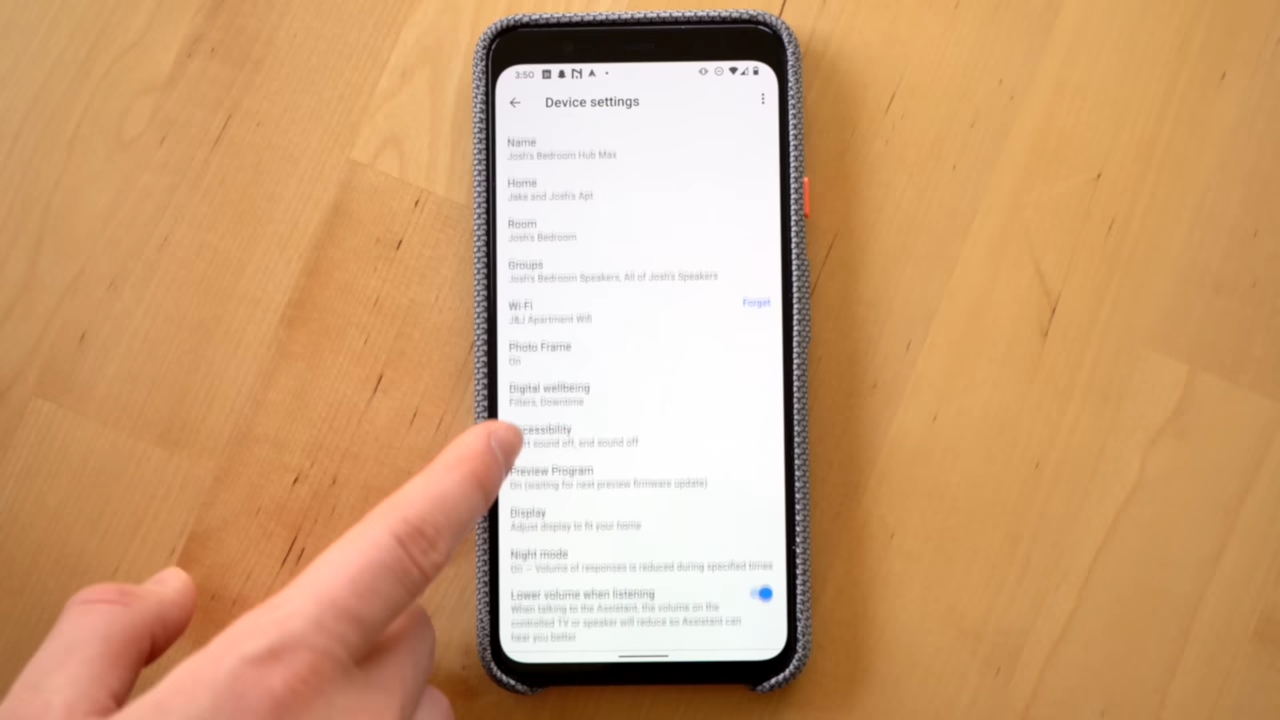 3:50
Device settings
Name
Josh's Bedroom Hub Max
Home
Jake and Josh's Apt
Room
Josh's Bedroom
Groups
Josh's Bedroom Speakers, All of Josh's Speakers
Wi-Fi
Forget
J&J Apartment Wifi
Photo Frame
On
Digital wellbeing
Filters, Downtime
cessibility
rt sound off, end sound off
Preview Program
On (waiting for next preview firmware update)
Display
Adjust display to fit your home
Night mode
On – Volume of responses is reduced during specified times
Lower volume when listening
When talking to the Assistant, the volume on the
controlled TV or speaker will reduce so Assistant can
hear you better